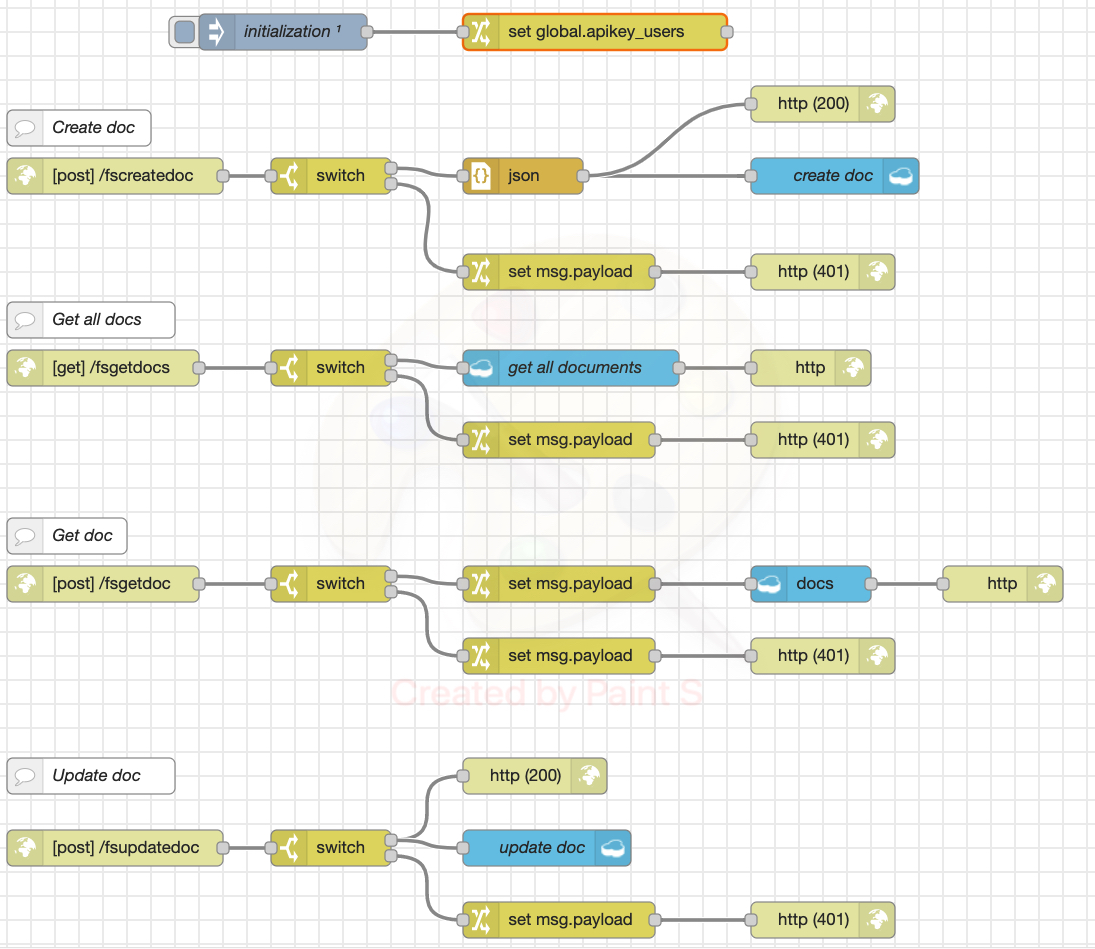 initialization ¹
set global.apikey_users
http (200)
Create doc
[post] /fscreatedoc
switch
json
create doc
set msg.payload
http (401)
Get all docs
[get] /fsgetdocs
switch
get all documents
http
set msg.payload
http (401)
Get doc
[post] /fsgetdoc
switch
set msg.payload
docs
http
set msg.payload
http (401)
Created by Paint S
Update doc
http (200)
[post] /fsupdatedoc
switch
update doc
set msg.payload
http (401)